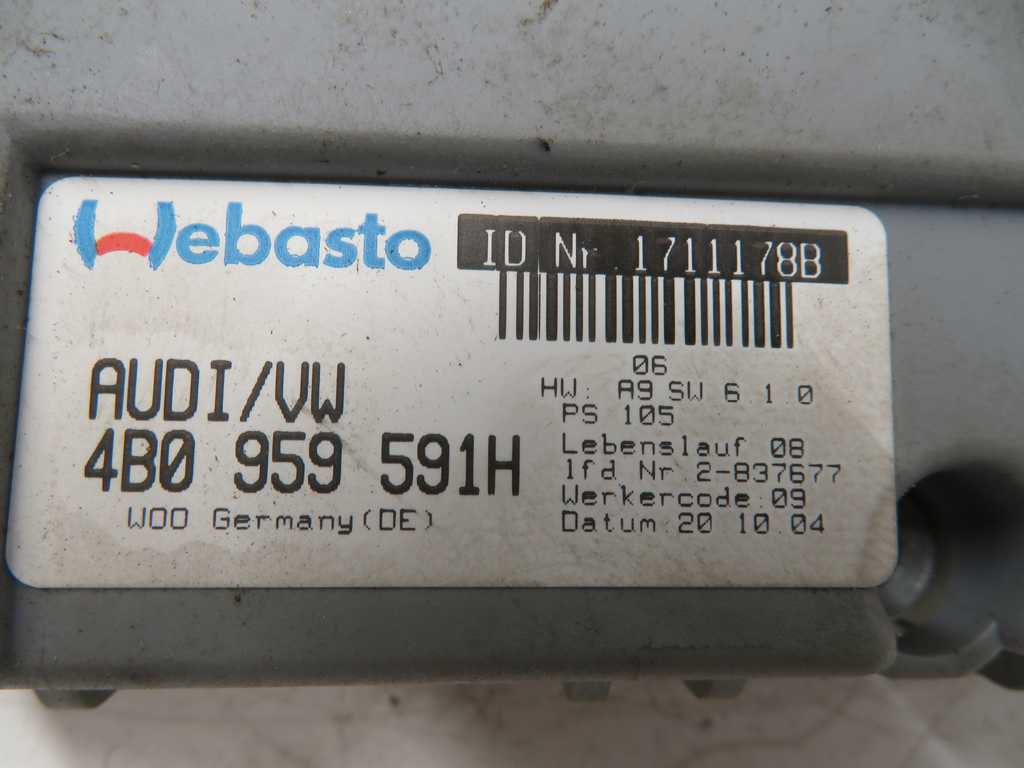 Webasto
ID Nr. 1711178B
AUDI/VW
4B0 959 591H
WOO Germany(DE)
06
HW: A9 SW 6.1.0
PS 105
Lebenslauf 08
lfd.Nr.2-837677
Werkercode:09
Datum:20.10.04